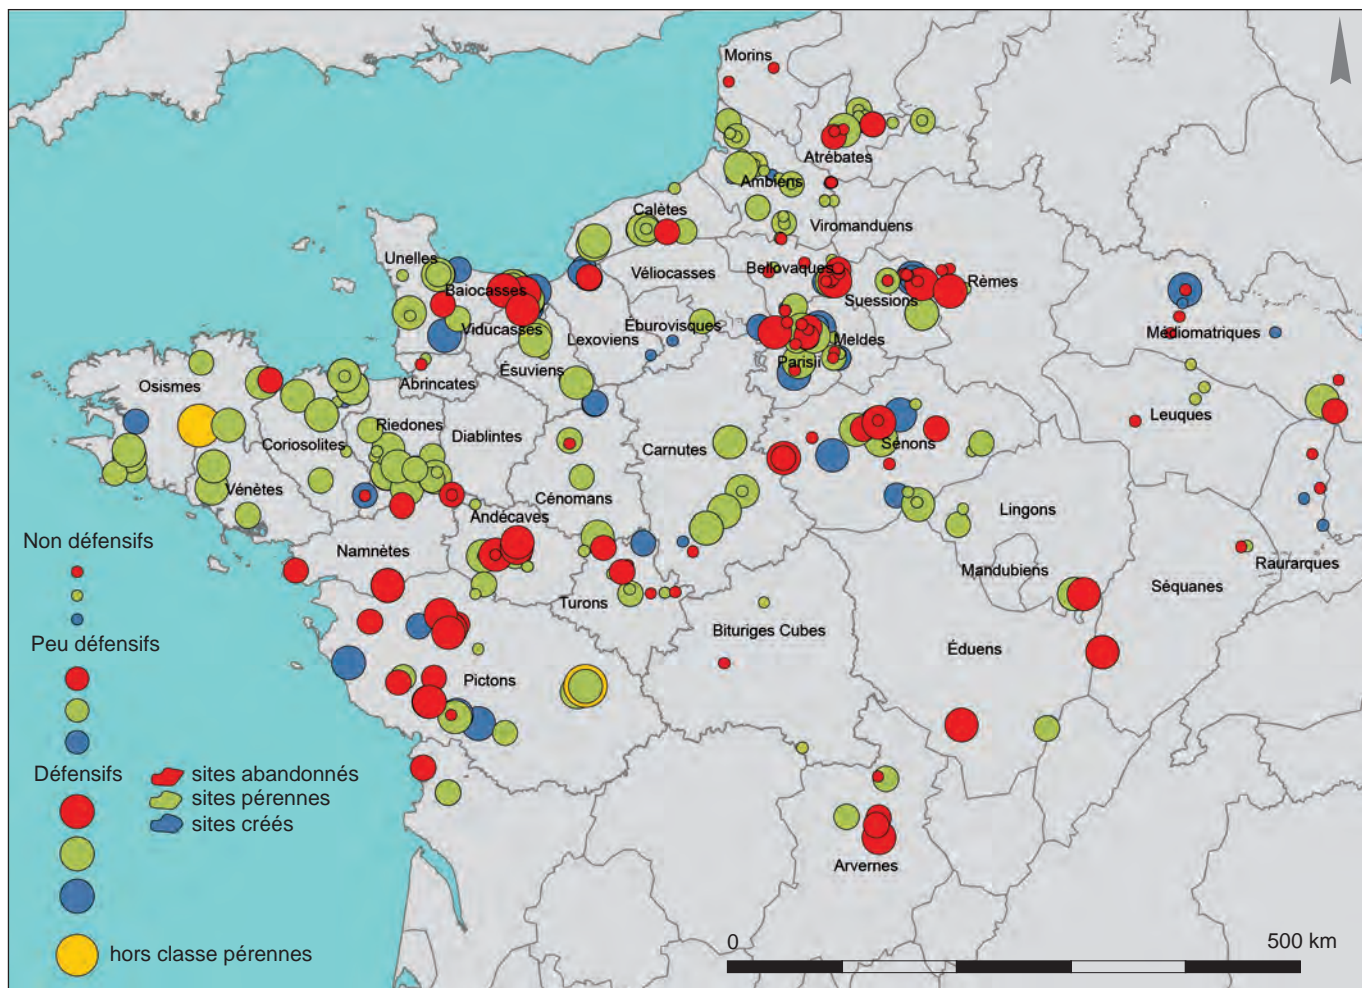 Morins
Atrébates
Ambiens
Calètes
Viromanduens
Unelles
Véliocasses
Bellovaques
Rèmes
Baiocasses
Suessions
Viducasses
Lexoviens
Éburovisques
Meldes
Médiomatriques
Ésuviens
Parisii
Abrincates
Osismes
Leuques
Riedones
Diablintes
Coriosolites
Carnutes
Sénons
Vénètes
Cénomans
Andécaves
Lingons
Namnètes
Mandubiens
Séquanes
Raurarques
Turons
Bituriges Cubes
Éduens
Pictons
Arvernes
Non défensifs
Peu défensifs
Défensifs
sites abandonnés
sites pérennes
sites créés
hors classe pérennes
0
500 km